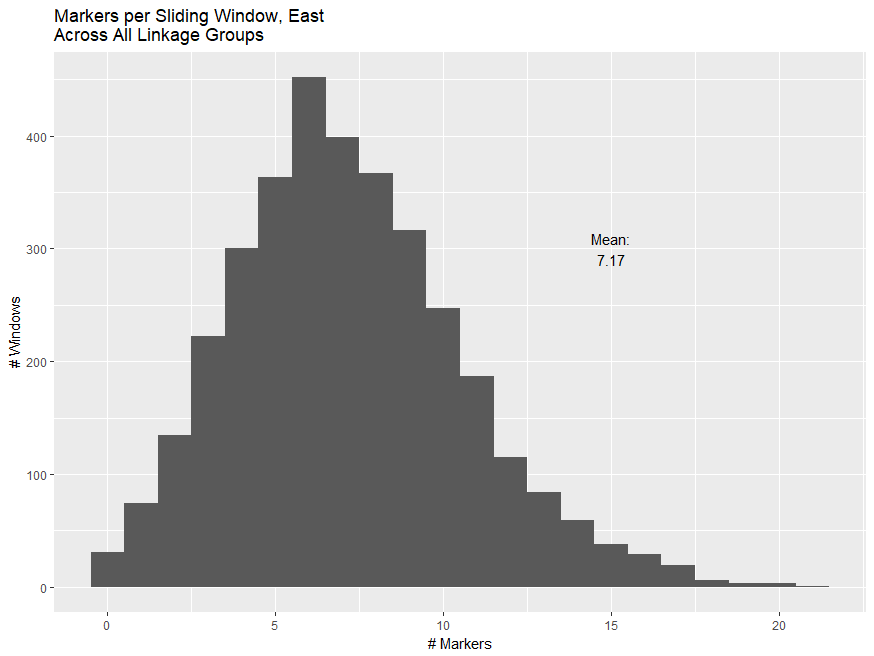 Markers per Sliding Window, East
Across All Linkage Groups
# Windows
400
300
200
100
0
Mean:
7.17
0 5 10 15 20
# Markers